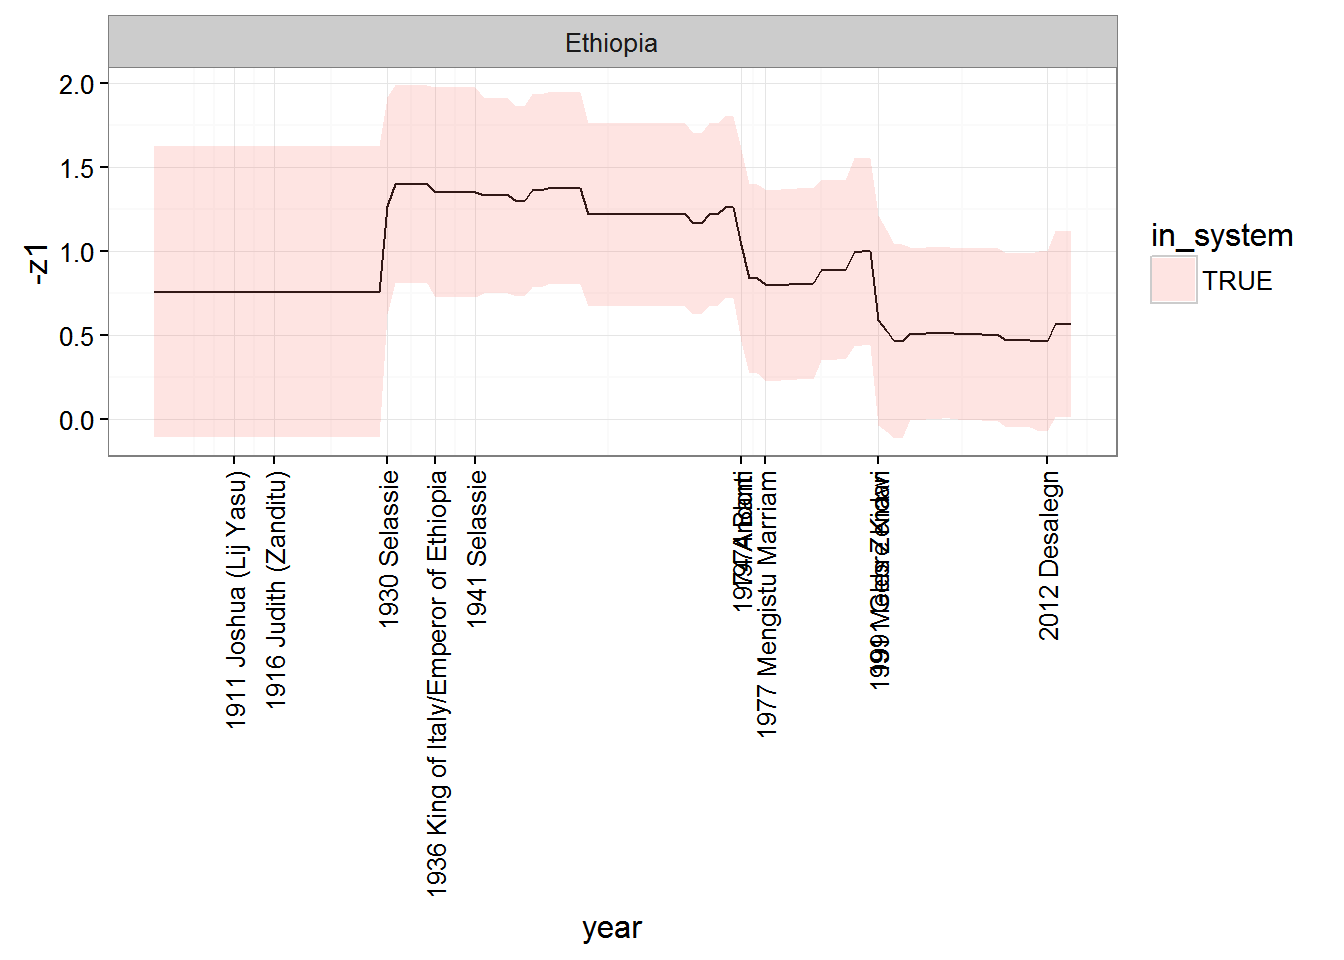 Ethiopia
2.0
1.5
1.0
0.5
0.0
-z1
in_system
TRUE
1911 Joshua (Lij Yasu)
1916 Judith (Zanditu)
1930 Selassie
1936 King of Italy/Emperor of Ethiopia
1941 Selassie
1977 Mengistu Marriam
2012 Desalegn
year